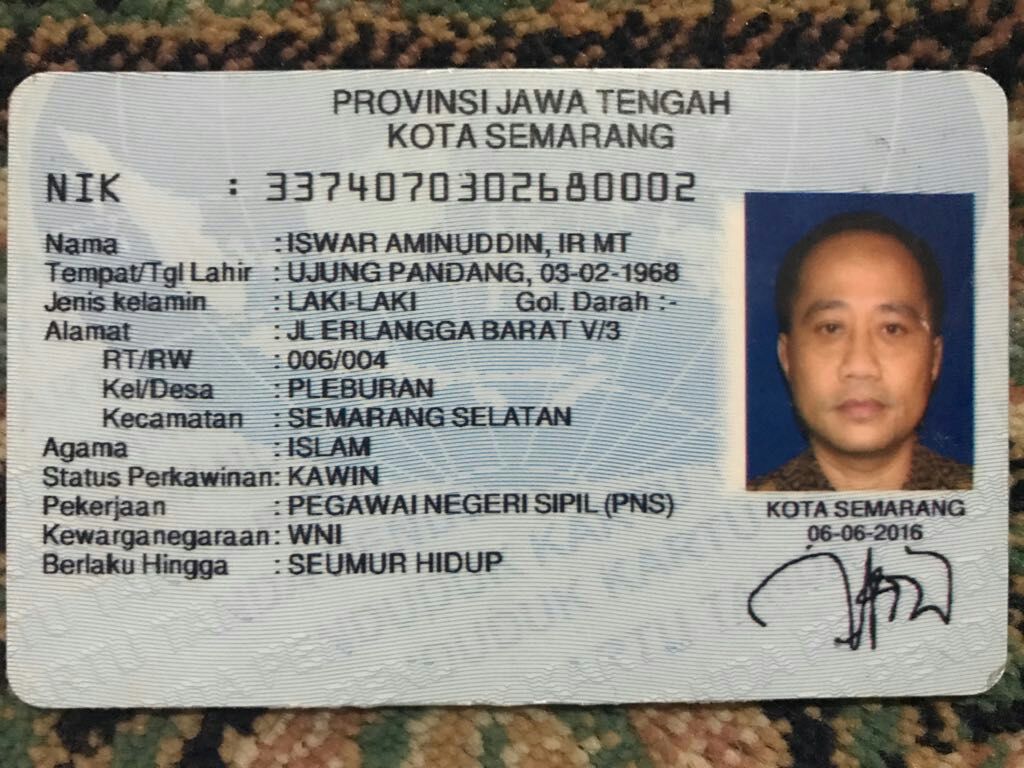 PROVINSI JAWA TENGAH
KOTA SEMARANG
NIK : 3374070302680002
Nama : ISWAR AMINUDDIN, IR MT
Tempat/Tgl Lahir : UJUNG PANDANG, 03-02-1968
Jenis kelamin : LAKI-LAKI Gol. Darah :-
Alamat : JL ERLANGGA BARAT V/3
RT/RW : 006/004
Kel/Desa : PLEBURAN
Kecamatan : SEMARANG SELATAN
Agama : ISLAM
Status Perkawinan: KAWIN
Pekerjaan : PEGAWAI NEGERI SIPIL (PNS)
Kewarganegaraan: WNI
Berlaku Hingga : SEUMUR HIDUP
KOTA SEMARANG
06-06-2016